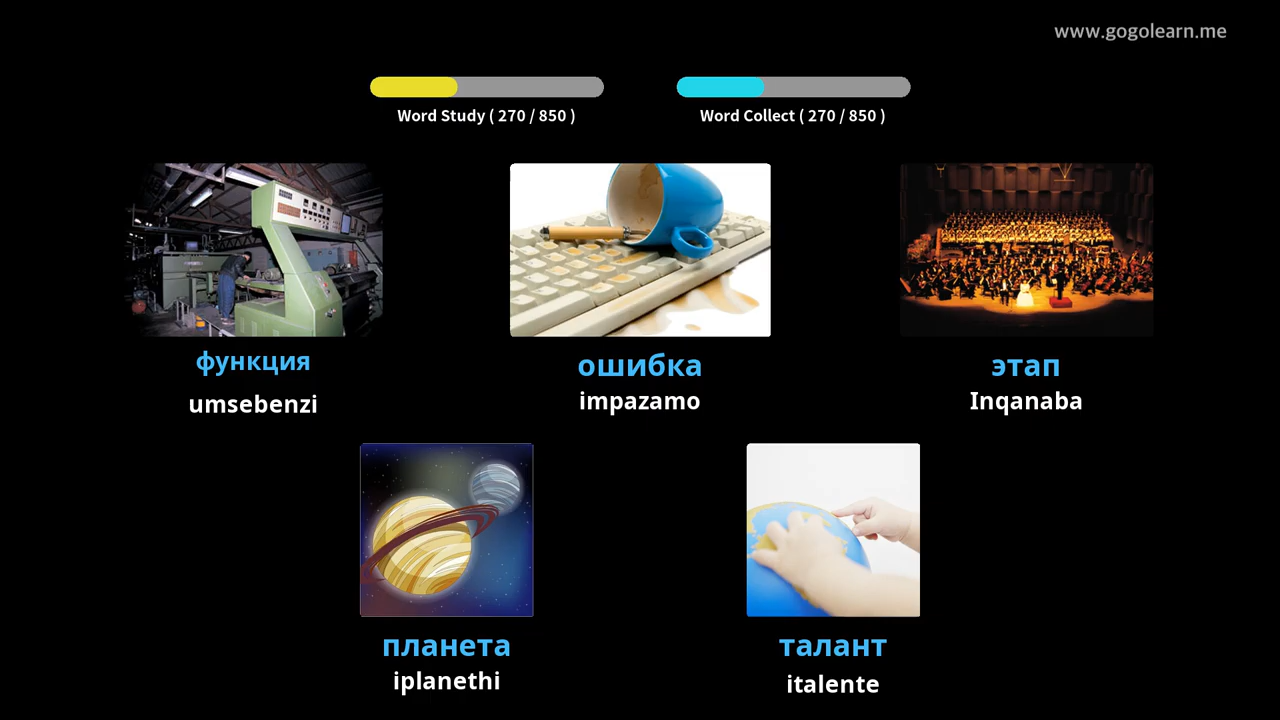 www.gogolearn.me
Word Study ( 270 / 850 )
Word Collect ( 270 / 850 )
функция
umsebenzi
ошибка
impazamo
этап
Inqanaba
планета
iplanethi
талант
italente